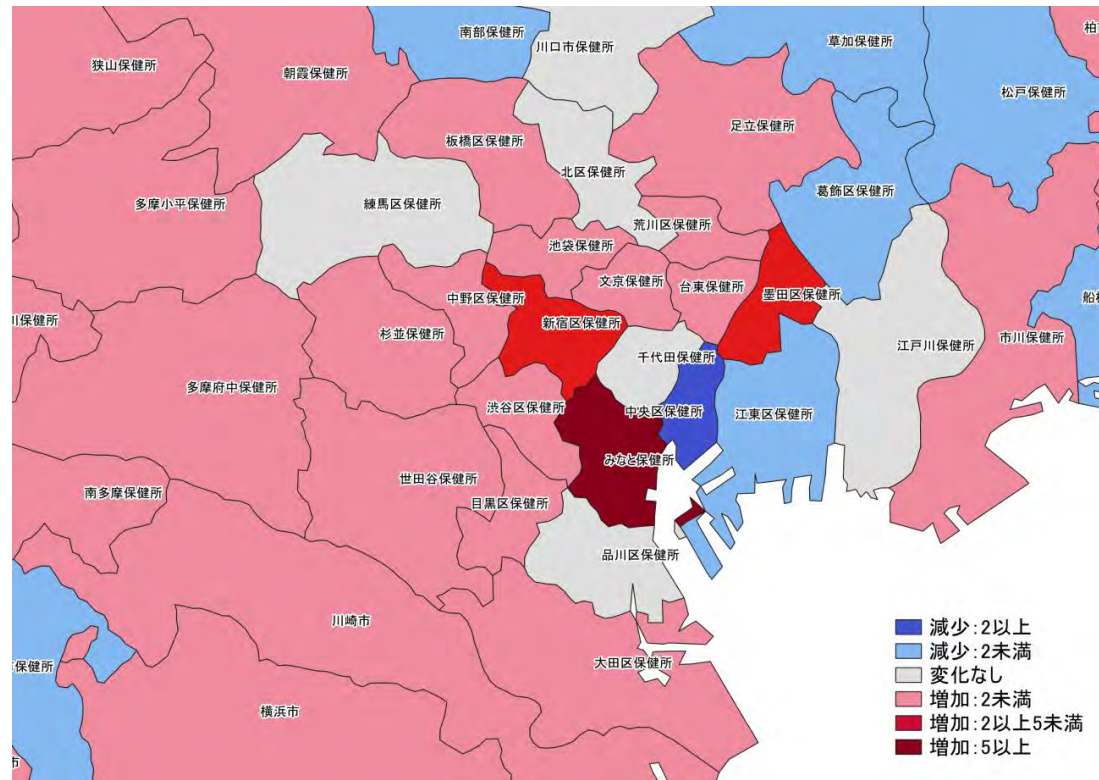 南部保健所
川口市保健所
草加保健所
柏市
狭山保健所
朝霞保健所
松戸保健所
足立保健所
板橋区保健所
北区保健所
葛飾区保健所
多摩小平保健所
練馬区保健所
荒川区保健所
池袋保健所
文京保健所
台東保健所
中野区保健所
墨田区保健所
船橋
新宿区保健所
川保健所
杉並保健所
江戸川保健所
市川保健所
千代田保健所
多摩府中保健所
渋谷区保健所
中央区保健所
江東区保健所
みなと保健所
世田谷保健所
南多摩保健所
目黒区保健所
品川区保健所
川崎市
保健所
大田区保健所
横浜市
市
減少:2以上
減少:2未満
変化なし
増加:2未満
増加:2以上5未満
増加:5以上